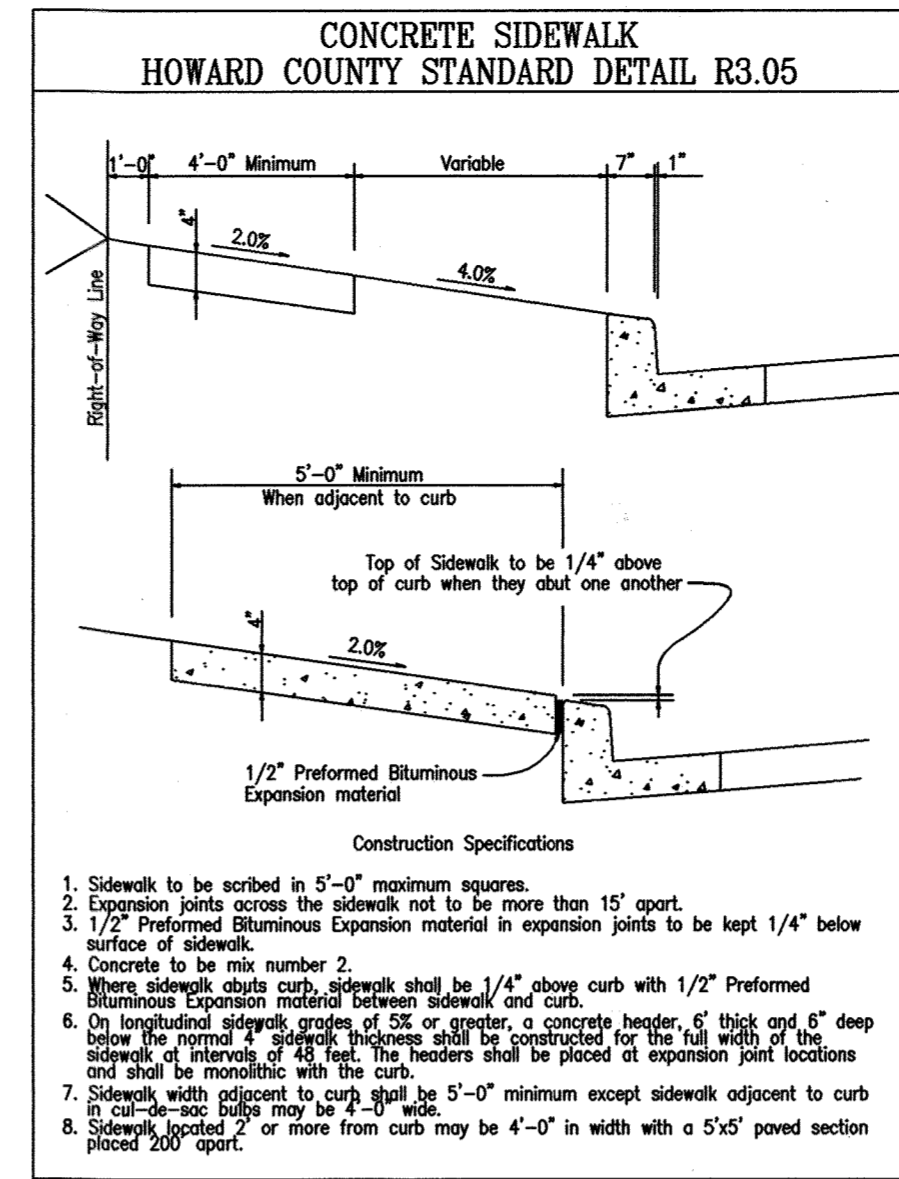 CONCRETE SIDEWALK
HOWARD COUNTY STANDARD DETAIL R3.05
1'-0" 4'-0" Minimum Variable 7" 1"
4"
2.0%
4.0%
Right-of-Way Line
5'-0" Minimum
When adjacent to curb
Top of Sidewalk to be 1/4" above
top of curb when they abut one another
4"
2.0%
1/2" Preformed Bituminous
Expansion material
Construction Specifications
1. Sidewalk to be scribed in 5'-0" maximum squares.
2. Expansion joints across the sidewalk not to be more than 15' apart.
3. 1/2" Preformed Bituminous Expansion material in expansion joints to be kept 1/4" below
surface of sidewalk.
4. Concrete to be mix number 2.
5. Where sidewalk abuts curb, sidewalk shall be 1/4" above curb with 1/2" Preformed
Bituminous Expansion material between sidewalk and curb.
6. On longitudinal sidewalk grades of 5% or greater, a concrete header, 6' thick and 6" deep
below the normal 4" sidewalk thickness shall be constructed for the full width of the
sidewalk at intervals of 48 feet. The headers shall be placed at expansion joint locations
and shall be monolithic with the curb.
7. Sidewalk width adjacent to curb shall be 5'-0" minimum except sidewalk adjacent to curb
in cul-de-sac bulbs may be 4'-0" wide.
8. Sidewalk located 2' or more from curb may be 4'-0" in width with a 5'x5' paved section
placed 200' apart.